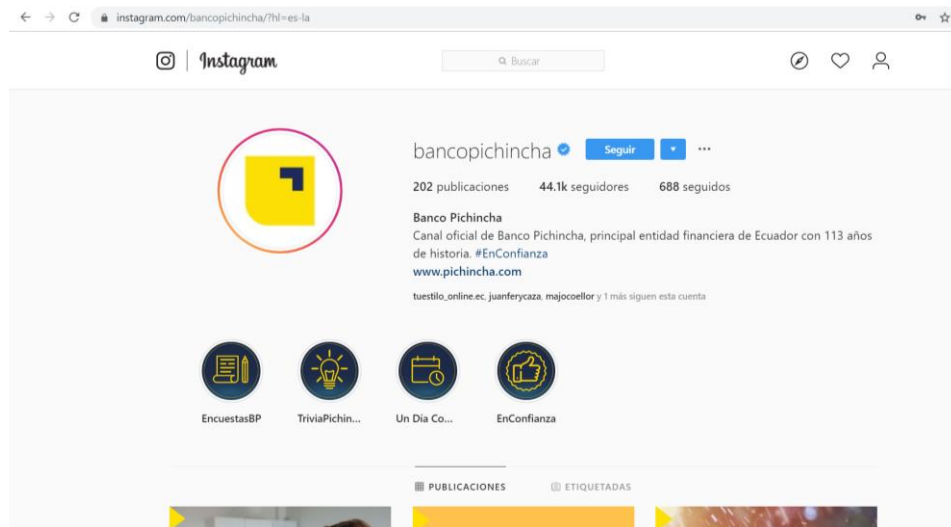 instagram.com/bancopichincha/?hl=es-la
Instagram
Buscar
bancopichincha
Seguir
202 publicaciones 44.1k seguidores 688 seguidos
Banco Pichincha
Canal oficial de Banco Pichincha, principal entidad financiera de Ecuador con 113 años
de historia. #EnConfianza
www.pichincha.com
tuestilo_online.ec, juanferycaza, majocoellor y 1 más siguen esta cuenta
EncuestasBP TriviaPichin... Un Día Co... EnConfianza
PUBLICACIONES ETIQUETADAS